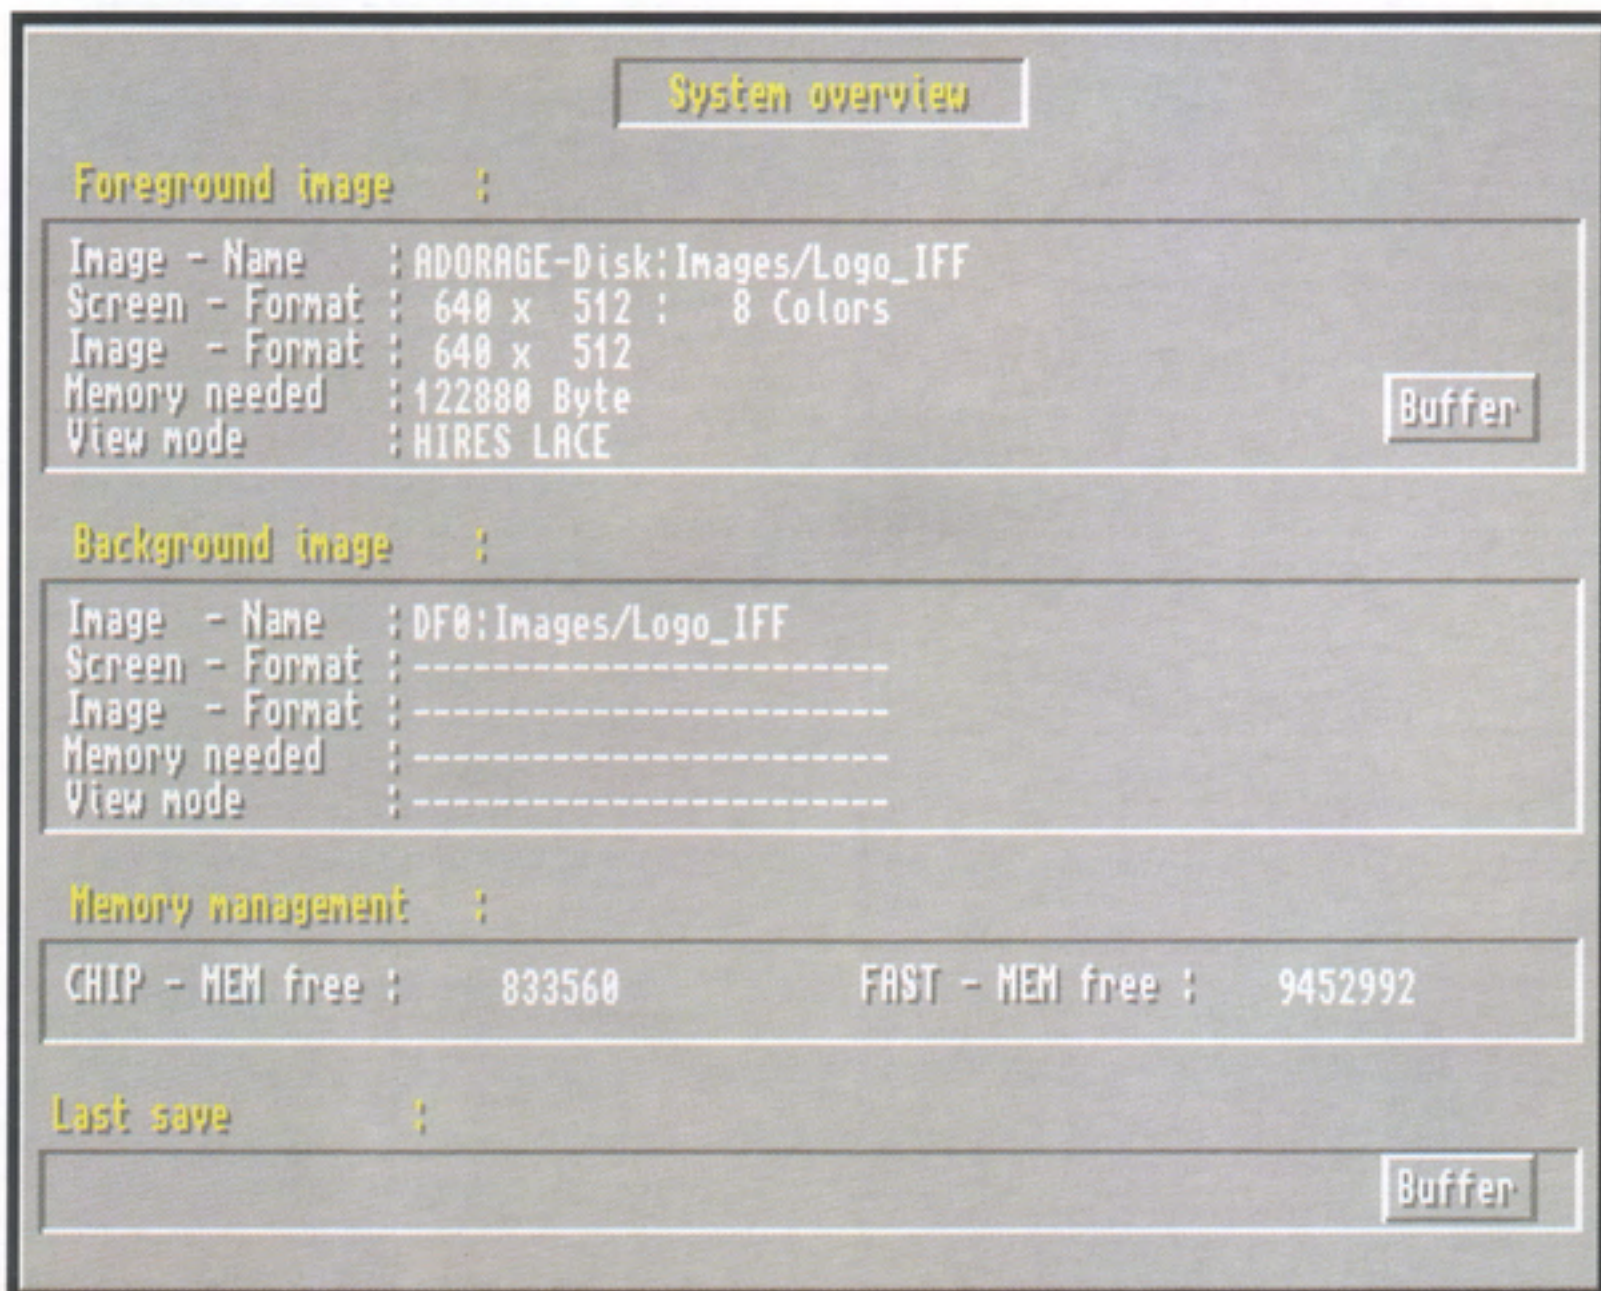 System overview
Foreground image :
Image - Name : ADORAGE-Disk:Images/Logo_IFF
Screen - Format : 640 x 512 : 8 Colors
Image - Format : 640 x 512
Memory needed : 122880 Byte
View mode : HIRES LACE
Buffer
Background image :
Image - Name : DF0:Images/Logo_IFF
Screen - Format : ------------------------
Image - Format : ------------------------
Memory needed : ------------------------
View mode : ------------------------
Memory management :
CHIP - MEM free : 833560 FAST - MEM free : 9452992
Last save :
Buffer